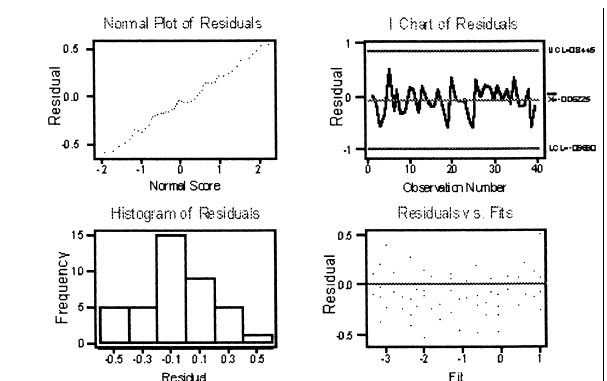 Normal Plot of Residuals
0.5
0.0
-0.5
Residual
-2 -1 0 1 2
Normal Score
I Chart of Residuals
1
0
-1
Residual
0 10 20 30 40
Observation Number
Histogram of Residuals
15
10
5
0
Frequency
-0.5 -0.3 -0.1 0.1 0.3 0.5
Residual
Residuals vs. Fits
0.5
0.0
-0.5
Residual
-3 -2 -1 0 1
Fit